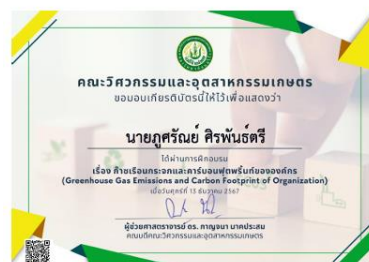 คณะวิศวกรรมและอุตสาหกรรมเกษตร
ขอมอบเกียรติบัตรนี้ให้ไว้เพื่อแสดงว่า
นายภูศรัณย์ ศิรพันธ์ตรี
ได้ผ่านการฝึกอบรม
เรื่อง ก๊าซเรือนกระจกและคาร์บอนฟุตพริ้นท์ขององค์กร
(Greenhouse Gas Emissions and Carbon Footprint of Organization)
เมื่อวันศุกร์ที่ 13 ธันวาคม 2567
ผู้ช่วยศาสตราจารย์ ดร. กาญจนา นาคประสม
คณบดีคณะวิศวกรรมและอุตสาหกรรมเกษตร